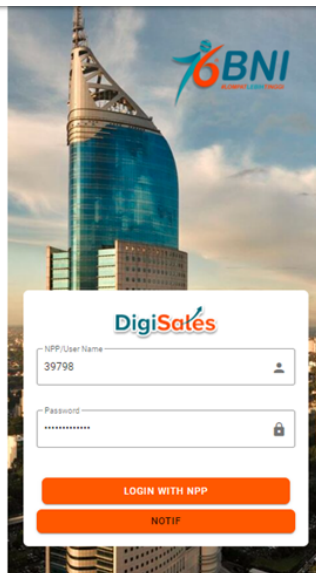 76 BNI
DigiSales
NPP/User Name
39798
Password
•••••••••••••
LOGIN WITH NPP
NOTIF